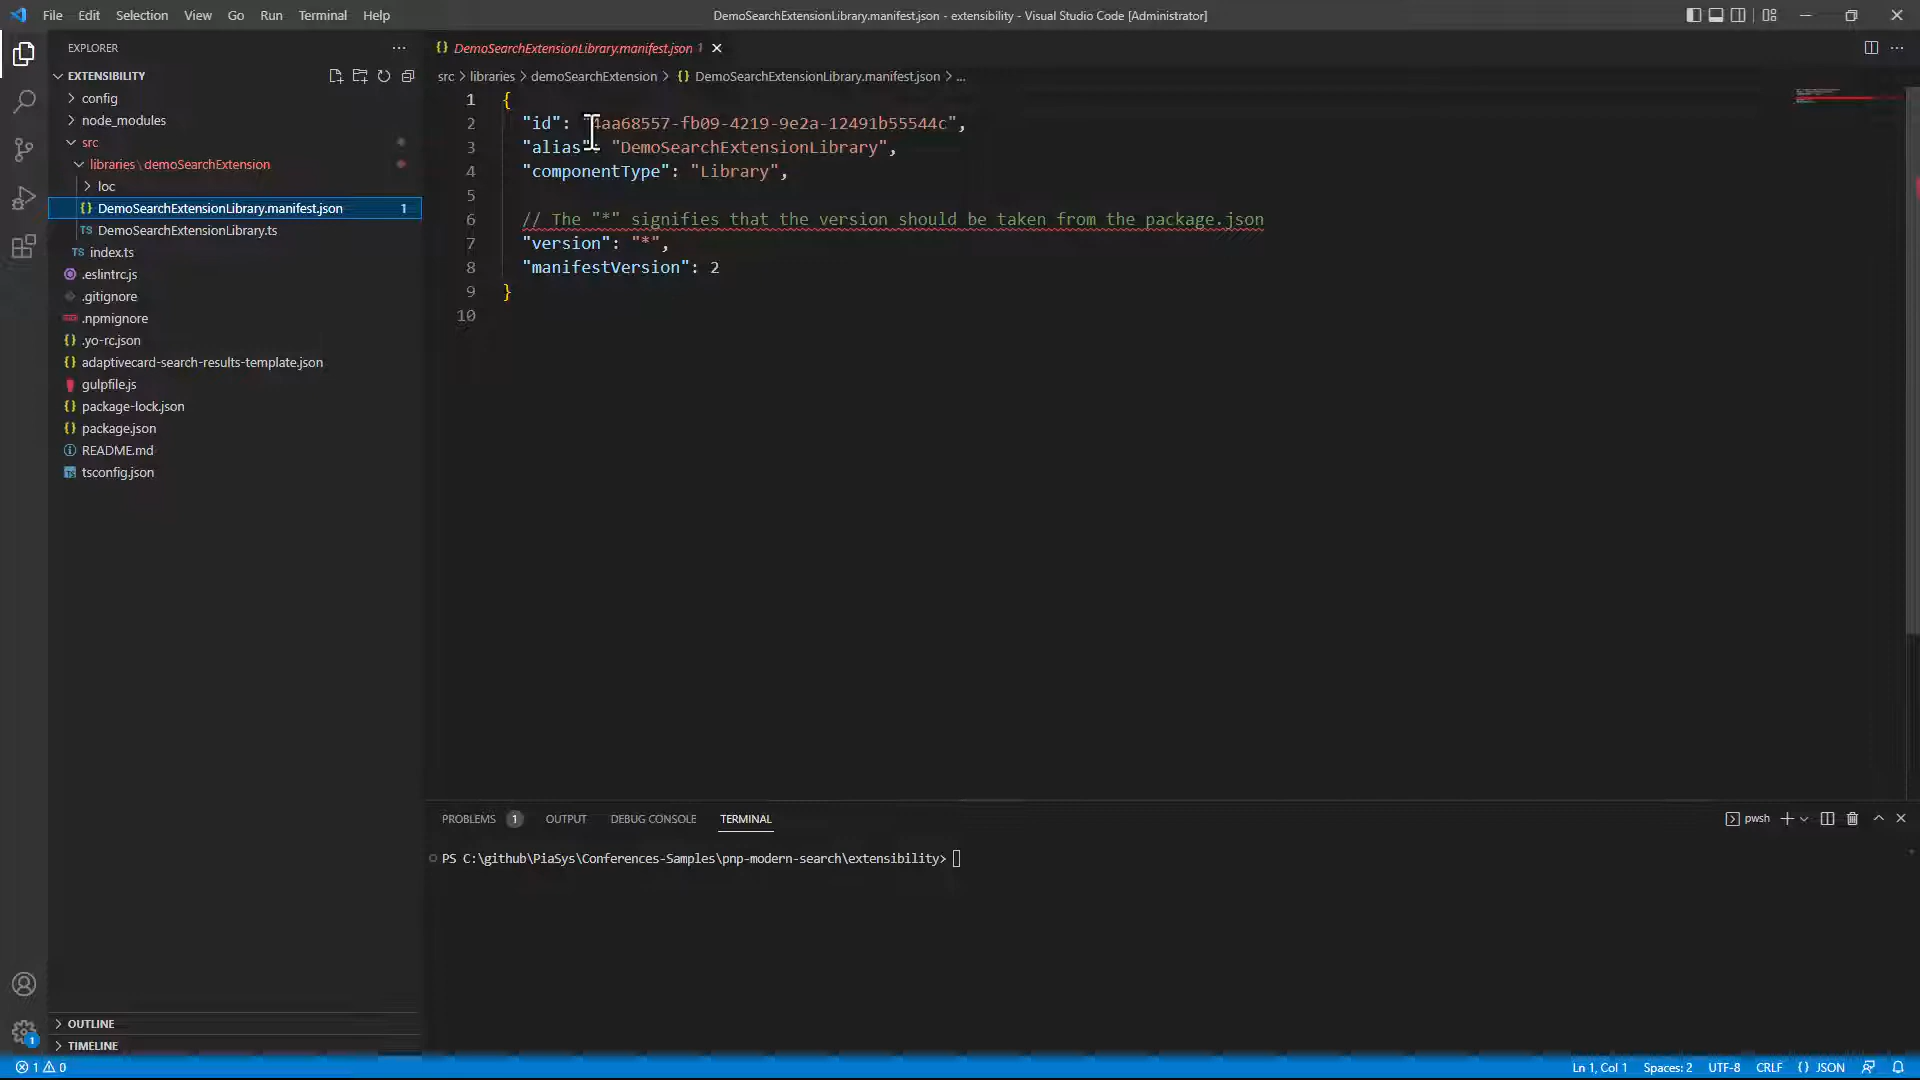 File Edit Selection View Go Run Terminal Help
DemoSearchExtensionLibrary.manifest.json - extensibility - Visual Studio Code [Administrator]
EXPLORER
EXTENSIBILITY
config
node_modules
src
libraries \ demoSearchExtension
loc
DemoSearchExtensionLibrary.manifest.json 1
DemoSearchExtensionLibrary.ts
index.ts
.eslintrc.js
.gitignore
.npmignore
.yo-rc.json
adaptivecard-search-results-template.json
gulpfile.js
package-lock.json
package.json
README.md
tsconfig.json
OUTLINE
TIMELINE
1
DemoSearchExtensionLibrary.manifest.json 1
src > libraries > demoSearchExtension > {} DemoSearchExtensionLibrary.manifest.json > ...
1 {
2 "id": "4aa68557-fb09-4219-9e2a-12491b55544c",
3 "alias": "DemoSearchExtensionLibrary",
4 "componentType": "Library",
5
6 // The "*" signifies that the version should be taken from the package.json
7 "version": "*",
8 "manifestVersion": 2
9 }
10
PROBLEMS 1 OUTPUT DEBUG CONSOLE TERMINAL
pwsh
PS C:\github\PiaSys\Conferences-Samples\pnp-modern-search\extensibility>
1 0
Ln 1, Col 1 Spaces: 2 UTF-8 CRLF {} JSON